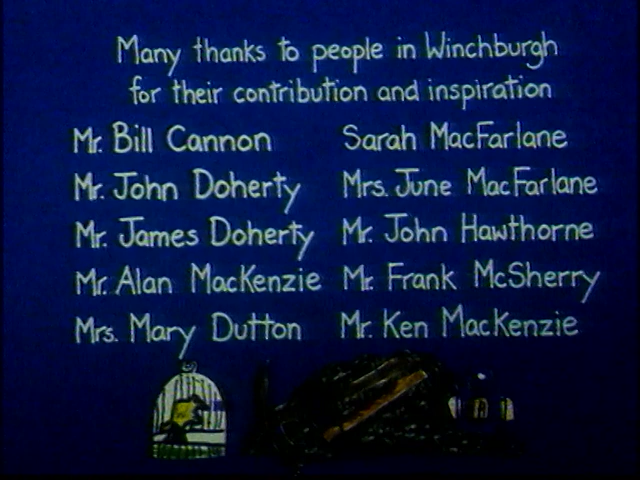 Many thanks to people in Winchburgh
for their contribution and inspiration
Mr. Bill Cannon
Mr. John Doherty
Mr. James Doherty
Mr. Alan MacKenzie
Mrs. Mary Dutton
Sarah MacFarlane
Mrs. June MacFarlane
Mr. John Hawthorne
Mr. Frank McSherry
Mr. Ken MacKenzie